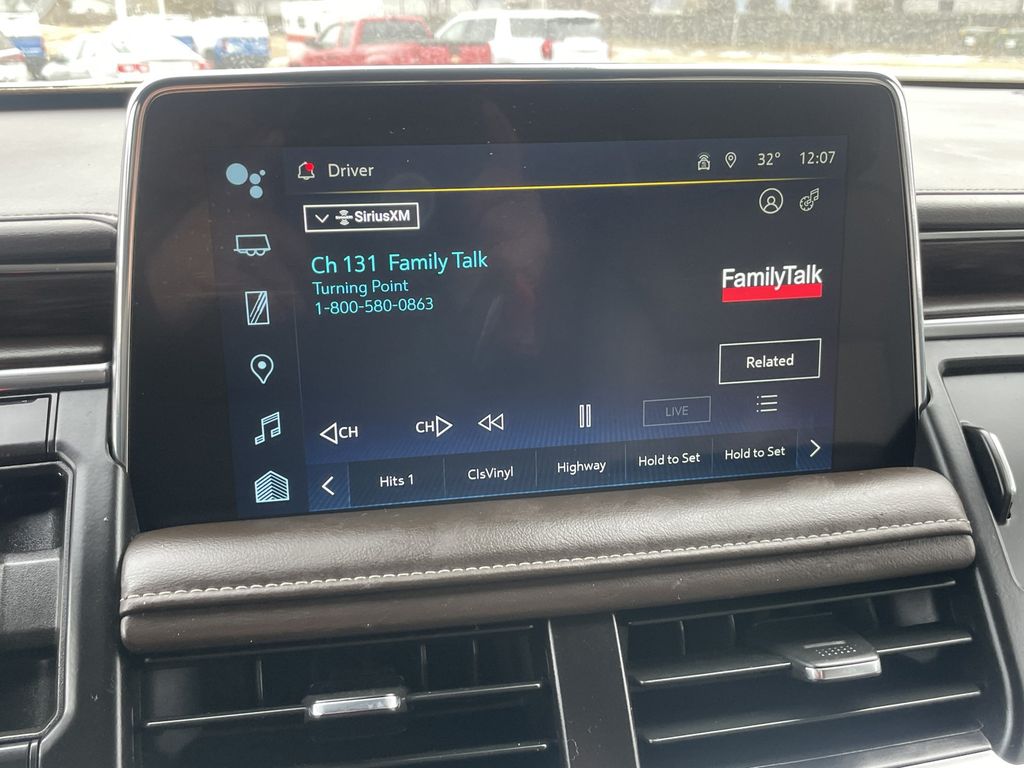 Driver
32° 12:07
SiriusXM
Ch 131 Family Talk
Turning Point
1-800-580-0863
FamilyTalk
Related
CH
CH
LIVE
Hits 1
ClsVinyl
Highway
Hold to Set
Hold to Set